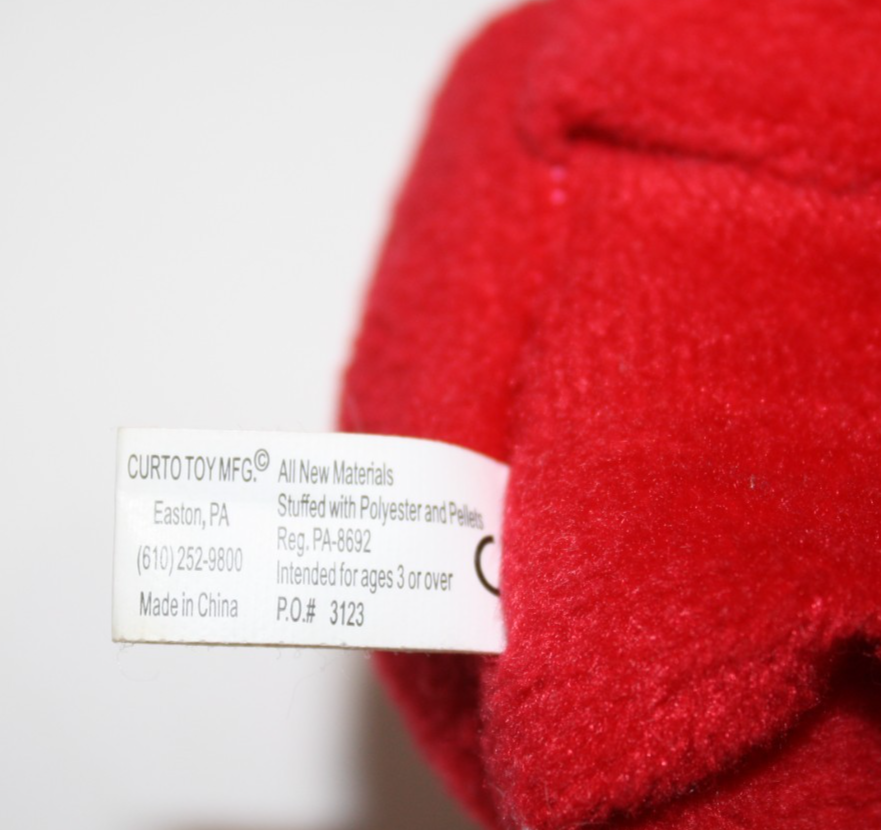 CURTO TOY MFG.©
Easton, PA
(610) 252-9800
Made in China
All New Materials
Stuffed with Polyester and Pellets
Reg. PA-8692
Intended for ages 3 or over
P.O.# 3123